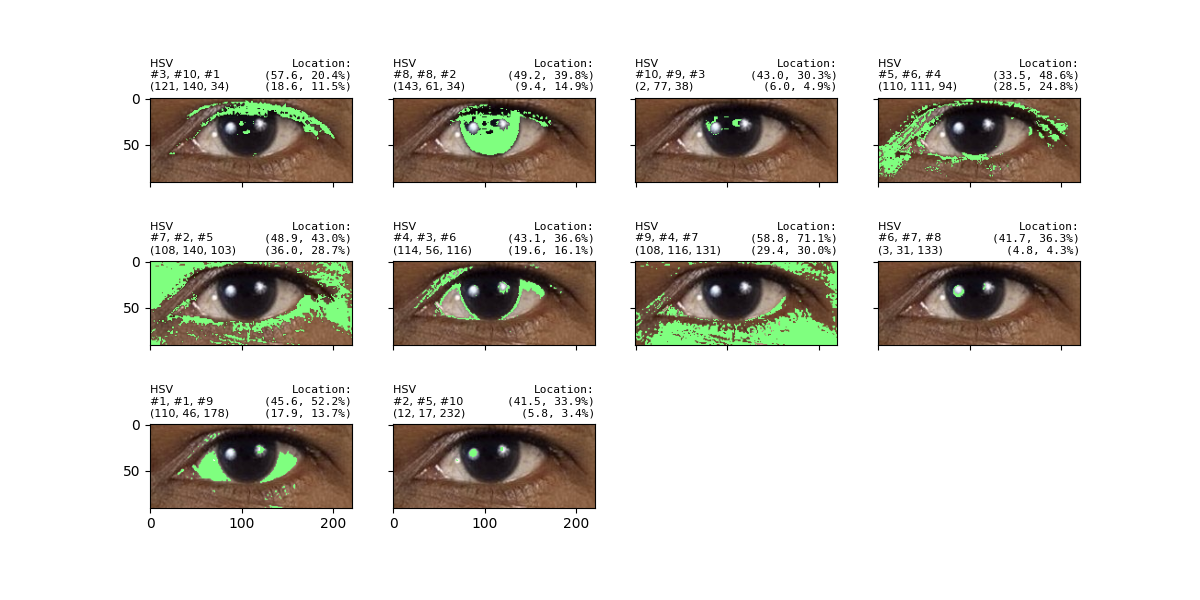 HSV Location:
#3, #10, #1 (57.6, 20.4%)
(121, 140, 34) (18.6, 11.5%)
HSV Location:
#8, #8, #2 (49.2, 39.8%)
(143, 61, 34) (9.4, 14.9%)
HSV Location:
#10, #9, #3 (43.0, 30.3%)
(2, 77, 38) (6.0, 4.9%)
HSV Location:
#5, #6, #4 (33.5, 48.6%)
(110, 111, 94) (28.5, 24.8%)
0
50
HSV Location:
#7, #2, #5 (48.9, 43.0%)
(108, 140, 103) (36.0, 28.7%)
HSV Location:
#4, #3, #6 (43.1, 36.6%)
(114, 56, 116) (19.6, 16.1%)
HSV Location:
#9, #4, #7 (58.8, 71.1%)
(108, 116, 131) (29.4, 30.0%)
HSV Location:
#6, #7, #8 (41.7, 36.3%)
(3, 31, 133) (4.8, 4.3%)
0
50
HSV Location:
#1, #1, #9 (45.6, 52.2%)
(110, 46, 178) (17.9, 13.7%)
HSV Location:
#2, #5, #10 (41.5, 33.9%)
(12, 17, 232) (5.8, 3.4%)
0
50
0 100 200
0 100 200